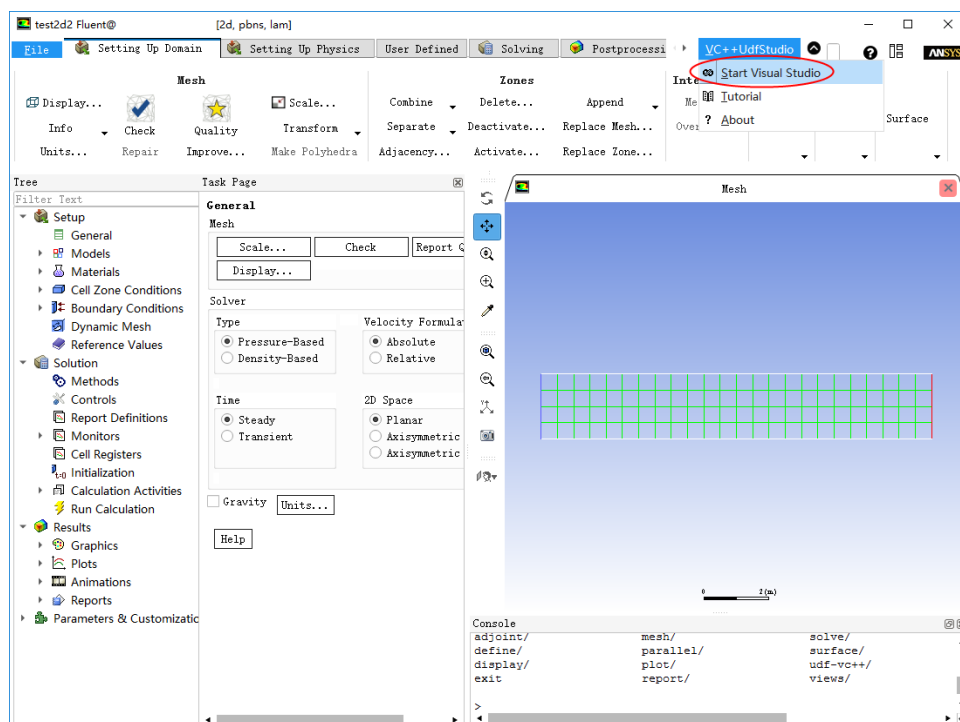 test2d2 Fluent@ [2d, pbns, lam]
File Setting Up Domain Setting Up Physics User Defined Solving Postprocessi VC++UdfStudio ANSYS
Start Visual Studio
Tutorial
About
Mesh Zones Inte
Display... Scale... Combine Delete... Append Me
Info Check Quality Transform Separate Deactivate... Replace Mesh... Over Surface
Units... Repair Improve... Make Polyhedra Adjacency... Activate... Replace Zone...
Tree
Filter Text
Setup
General
Models
Materials
Cell Zone Conditions
Boundary Conditions
Dynamic Mesh
Reference Values
Solution
Methods
Controls
Report Definitions
Monitors
Cell Registers
Initialization
Calculation Activities
Run Calculation
Results
Graphics
Plots
Animations
Reports
Parameters & Customizatic
Task Page
General
Mesh
Scale... Check Report Q
Display...
Solver
Type Velocity Formula
Pressure-Based Absolute
Density-Based Relative
Time 2D Space
Steady Planar
Transient Axisymmetric
Axisymmetric
Gravity Units...
Help
Mesh
0 2 (m)
Console
adjoint/ mesh/ solve/
define/ parallel/ surface/
display/ plot/ udf-vc++/
exit report/ views/
>